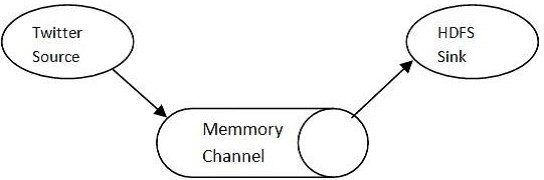 Twitter
Source
HDFS
Sink
Memmory
Channel